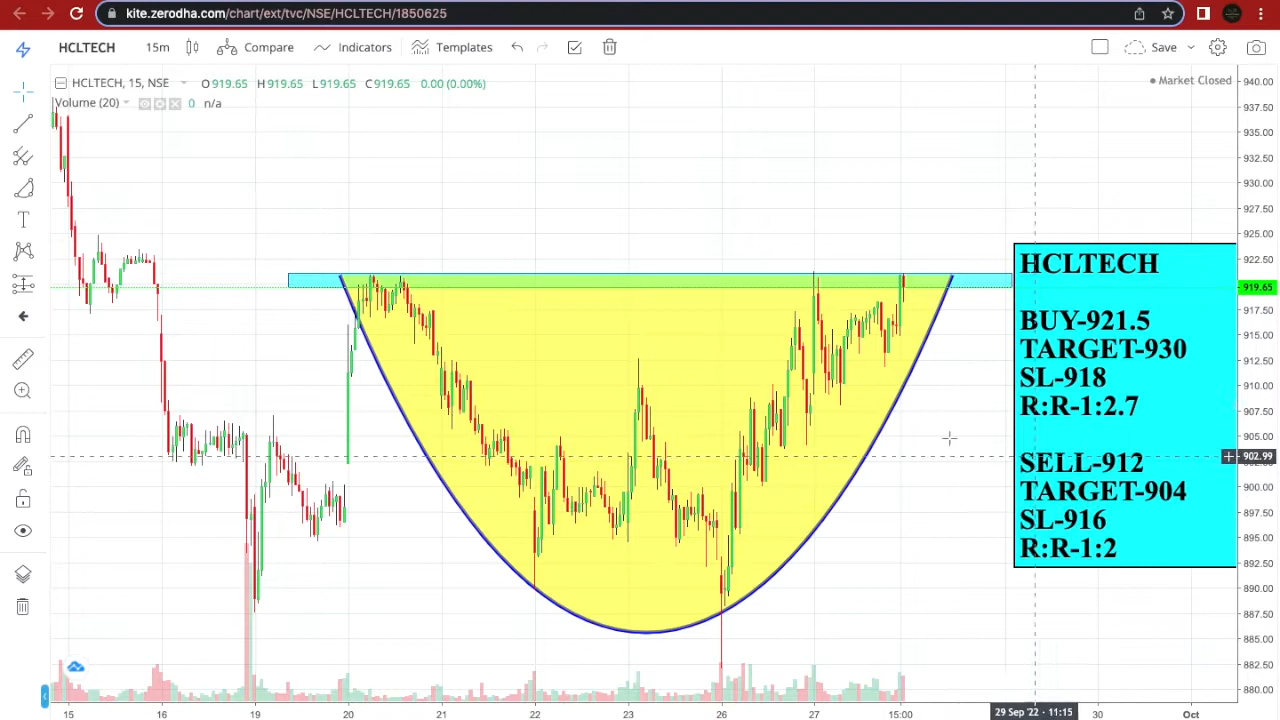 kite.zerodha.com/chart/ext/tvc/NSE/HCLTECH/1850625
HCLTECH 15m Compare Indicators Templates Save
HCLTECH, 15, NSE O919.65 H919.65 L919.65 C919.65 0.00 (0.00%)
Market Closed
Volume (20) 0 n/a
940.00
937.50
935.00
932.50
930.00
927.50
925.00
922.50
919.65
917.50
915.00
912.50
910.00
907.50
905.00
902.99
900.00
897.50
895.00
892.50
890.00
887.50
885.00
882.50
880.00
HCLTECH
BUY-921.5
TARGET-930
SL-918
R:R-1:2.7
SELL-912
TARGET-904
SL-916
R:R-1:2
15 16 19 20 21 22 23 26 27 15:00 29 Sep '22 - 11:15 30 Oct